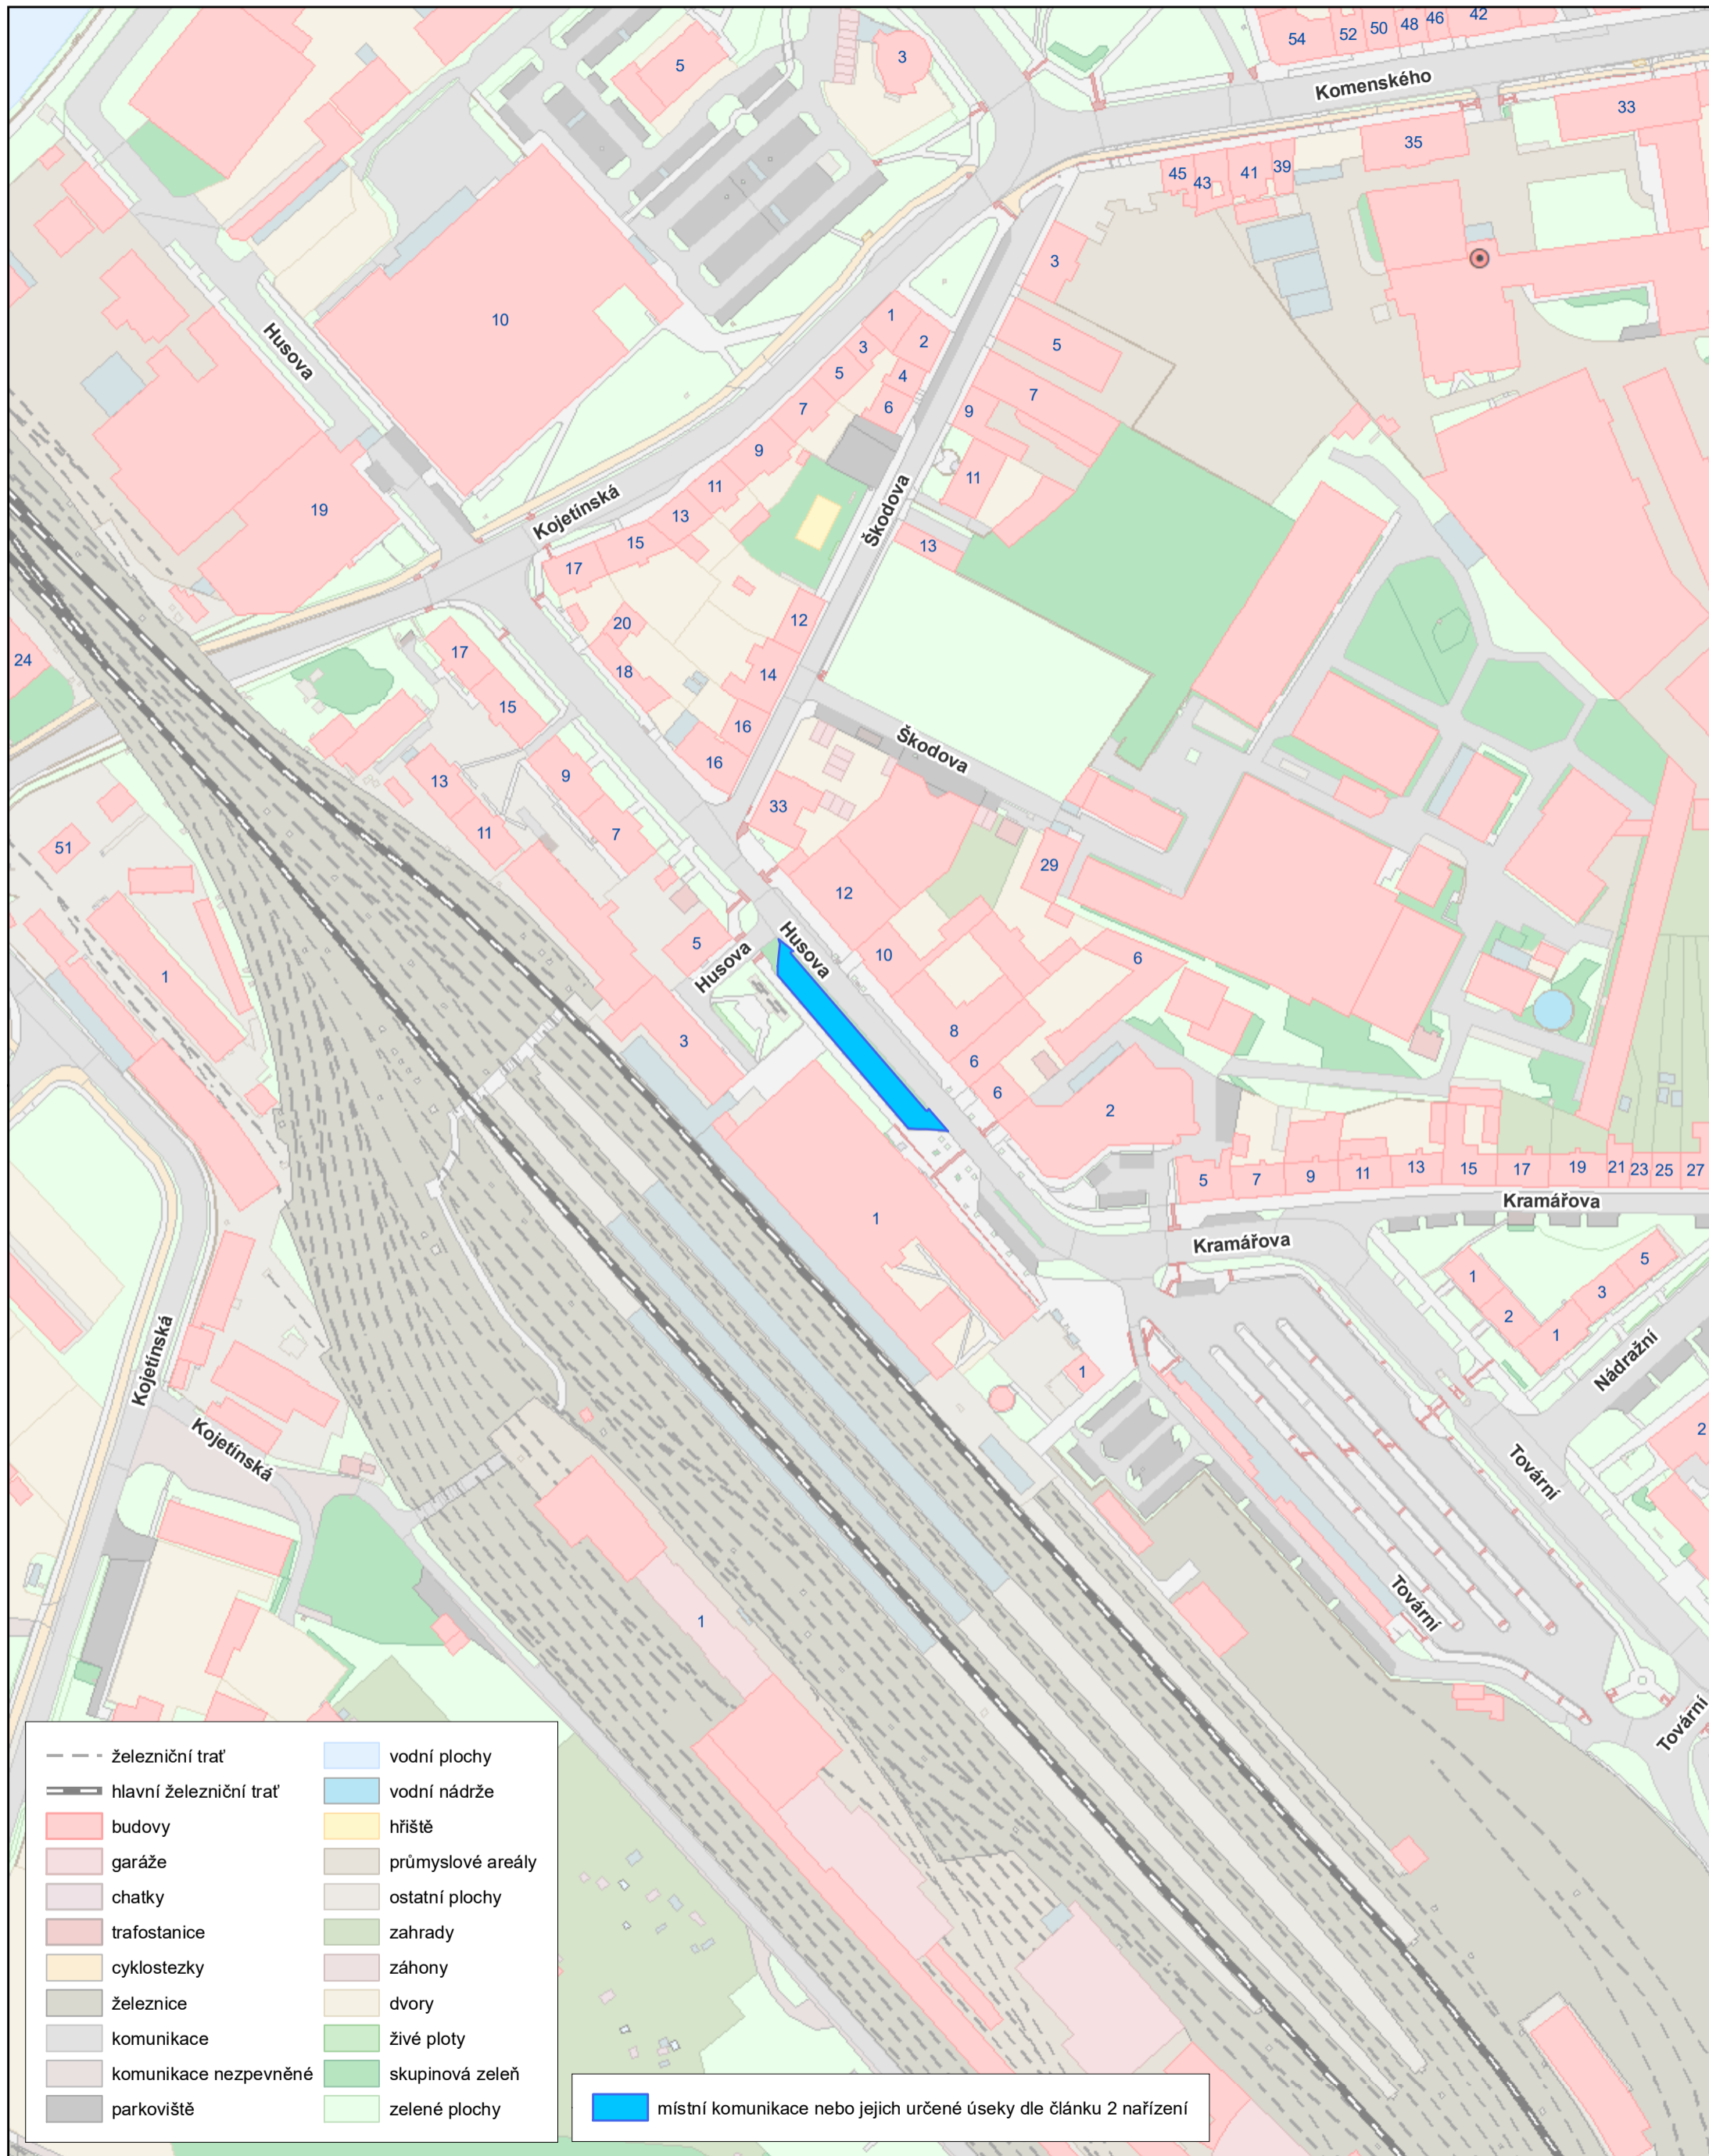 54
52
50
48
46
42
5
3
Komenského
33
35
45
43
41
39
3
10
Husova
1
2
3
5
5
4
7
6
7
9
9
11
11
Kojetínská
Škodova
19
13
13
15
17
12
20
24
17
18
14
15
16
Škodova
16
9
13
33
7
11
51
12
29
Husova
5
Husova
10
6
1
8
3
6
6
2
5
7
9
11
13
15
17
19
21
23
25
27
Kramářova
1
Kramářova
5
1
3
2
1
Kojetínská
Nádražní
1
Kojetínská
2
Tovární
1
Tovární
Tovární
železniční trať
hlavní železniční trať
budovy
garáže
chatky
trafostanice
cyklostezky
železnice
komunikace
komunikace nezpevněné
parkoviště
vodní plochy
vodní nádrže
hřiště
průmyslové areály
ostatní plochy
zahrady
záhony
dvory
živé ploty
skupinová zeleň
zelené plochy
místní komunikace nebo jejich určené úseky dle článku 2 nařízení